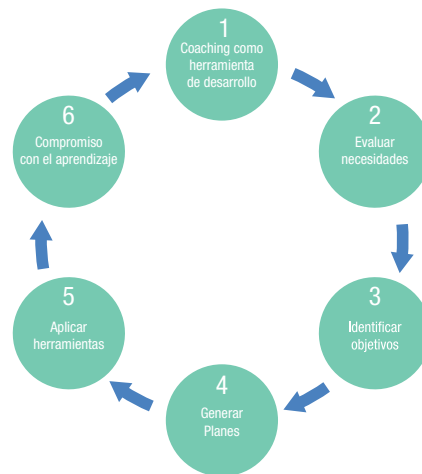 1
Coaching como
herramienta
de desarrollo
2
Evaluar
necesidades
3
Identificar
objetivos
4
Generar
Planes
5
Aplicar
herramientas
6
Compromiso
con el aprendizaje